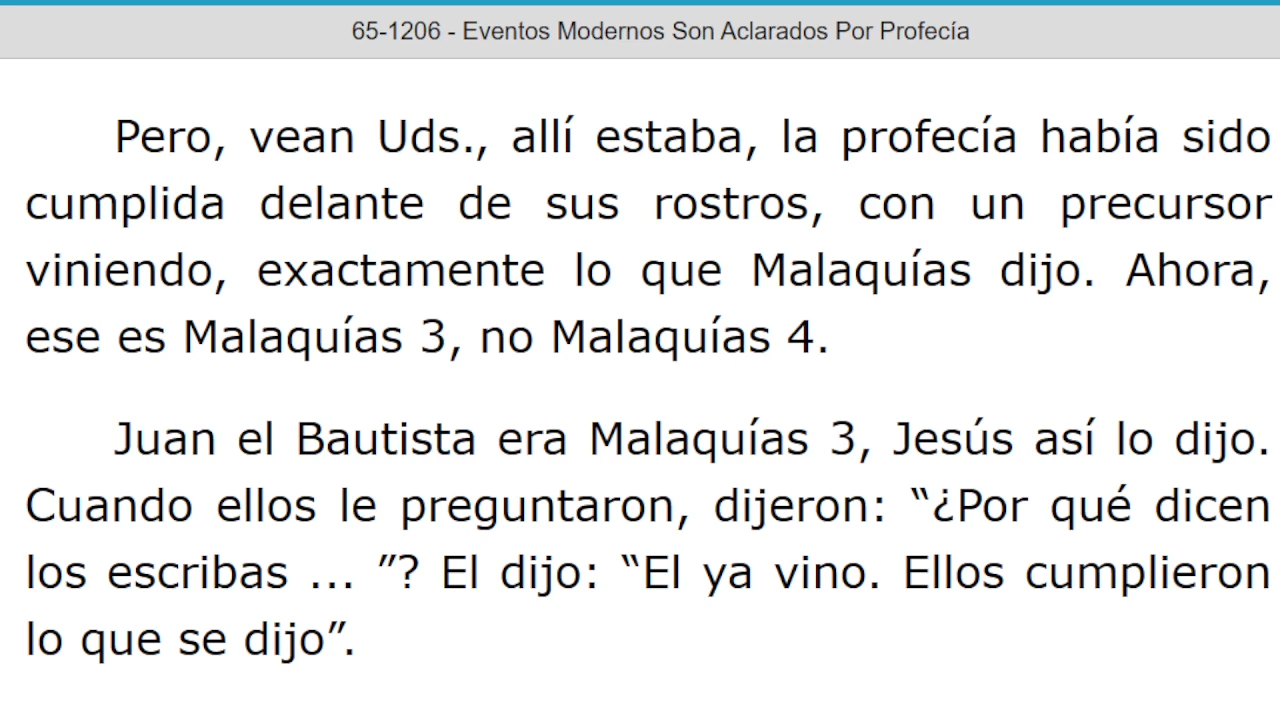 65-1206 - Eventos Modernos Son Aclarados Por Profecía
Pero, vean Uds., allí estaba, la profecía había sido
cumplida delante de sus rostros, con un precursor
viniendo, exactamente lo que Malaquías dijo. Ahora,
ese es Malaquías 3, no Malaquías 4.
Juan el Bautista era Malaquías 3, Jesús así lo dijo.
Cuando ellos le preguntaron, dijeron: “¿Por qué dicen
los escribas ... ”? El dijo: “El ya vino. Ellos cumplieron
lo que se dijo”.